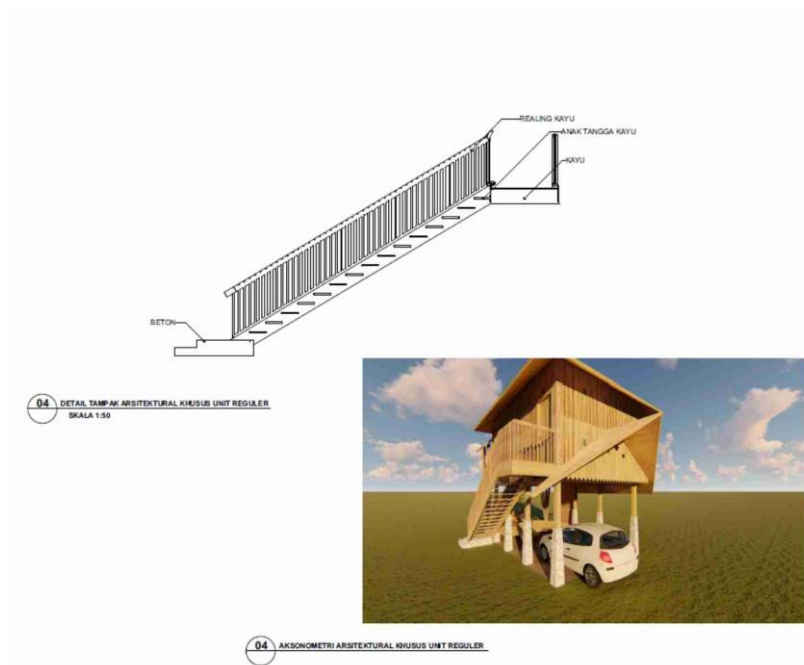 REALING KAYU
ANAK TANGGA KAYU
KAYU
BETON
04 DETAIL TAMPAK ARSITEKTURAL KHUSUS UNIT REGULER
SKALA 1:50
04 AKSONOMETRI ARSITEKTURAL KHUSUS UNIT REGULER